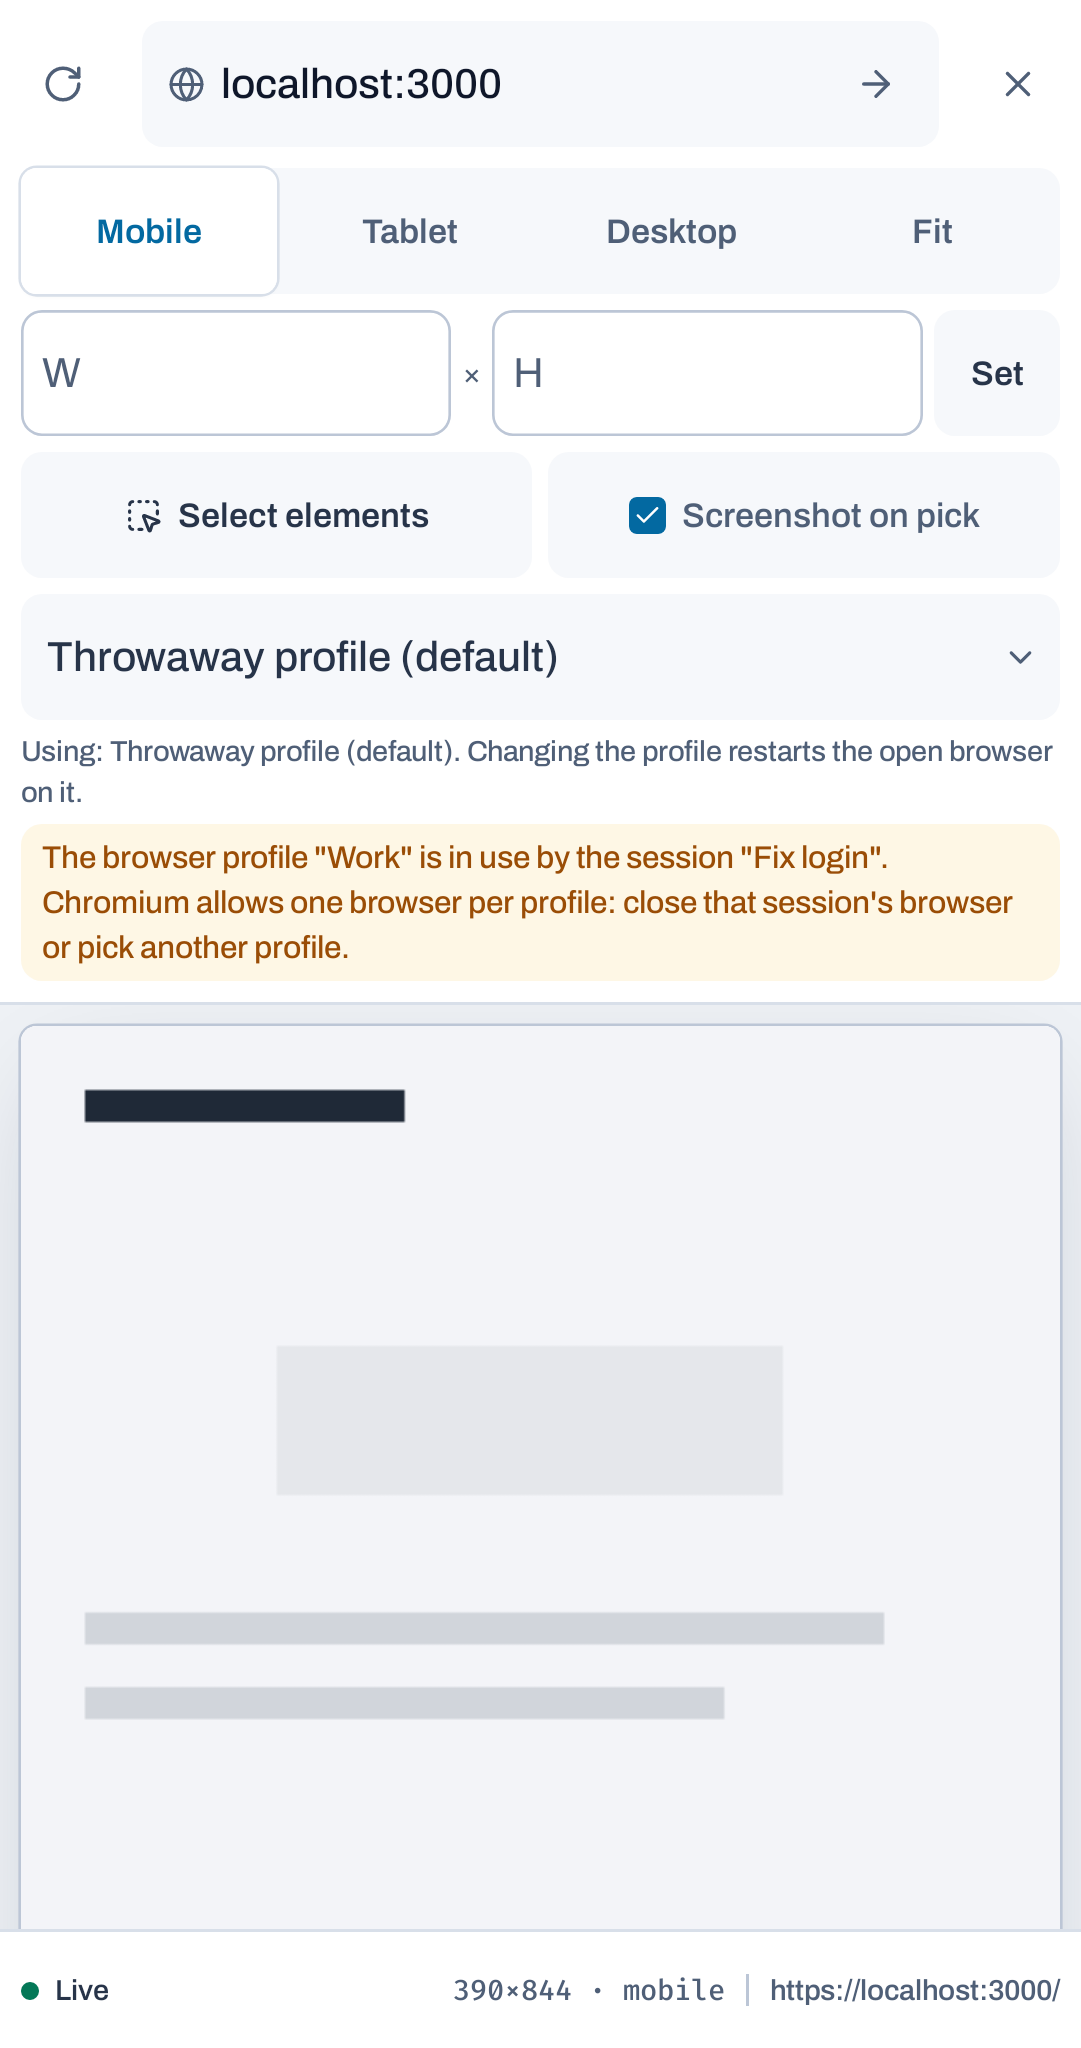 localhost:3000
Mobile
Tablet
Desktop
Fit
W
×
H
Set
Select elements
Screenshot on pick
Throwaway profile (default)
Using: Throwaway profile (default). Changing the profile restarts the open browser
on it.
The browser profile "Work" is in use by the session "Fix login".
Chromium allows one browser per profile: close that session's browser
or pick another profile.
Live
390×844 · mobile
https://localhost:3000/